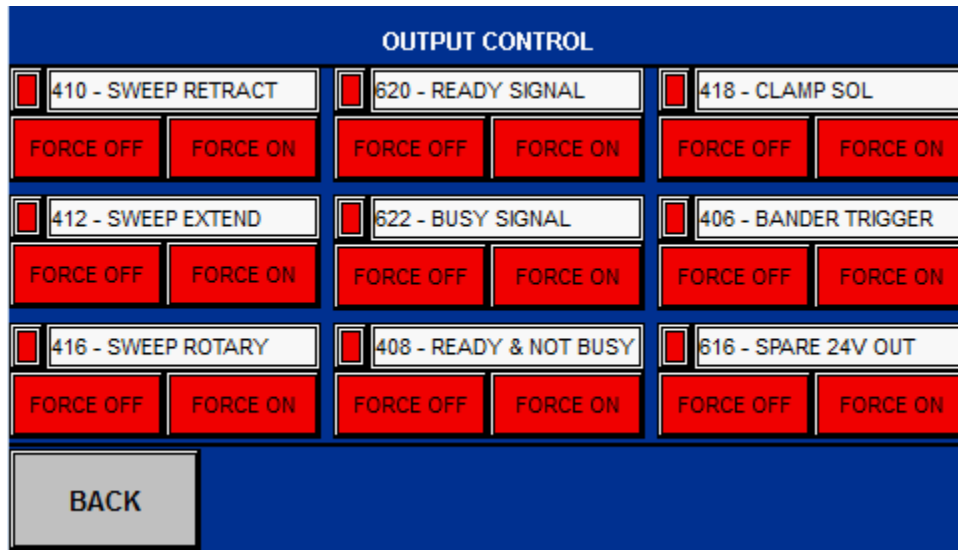 OUTPUT CONTROL
410 - SWEEP RETRACT
620 - READY SIGNAL
418 - CLAMP SOL
FORCE OFF
FORCE ON
FORCE OFF
FORCE ON
FORCE OFF
FORCE ON
412 - SWEEP EXTEND
622 - BUSY SIGNAL
406 - BANDER TRIGGER
FORCE OFF
FORCE ON
FORCE OFF
FORCE ON
FORCE OFF
FORCE ON
416 - SWEEP ROTARY
408 - READY & NOT BUSY
616 - SPARE 24V OUT
FORCE OFF
FORCE ON
FORCE OFF
FORCE ON
FORCE OFF
FORCE ON
BACK